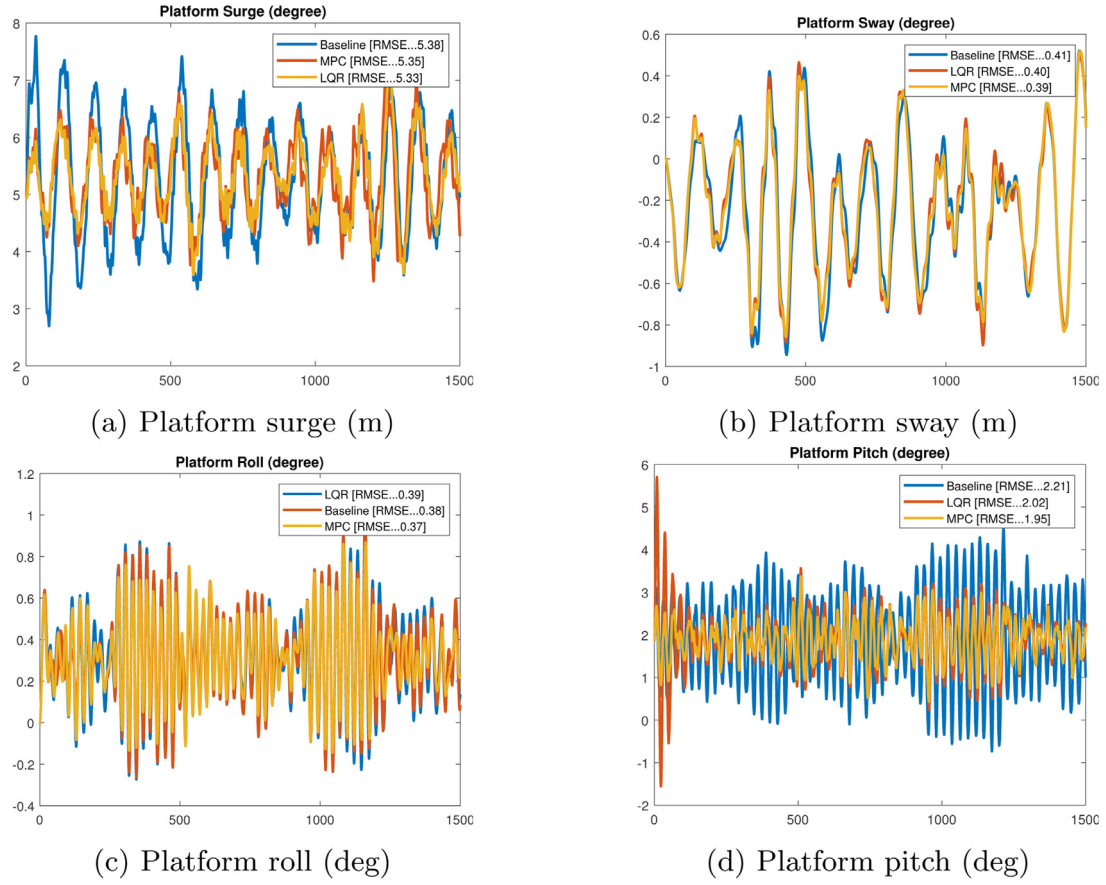 Platform Surge (degree)
8
7
6
5
4
3
2
0
500
1000
1500
Baseline [RMSE...5.38]
MPC [RMSE...5.35]
LQR [RMSE...5.33]
(a) Platform surge (m)
Platform Sway (degree)
0.6
0.4
0.2
0
-0.2
-0.4
-0.6
-0.8
-1
0
500
1000
1500
Baseline [RMSE...0.41]
LQR [RMSE...0.40]
MPC [RMSE...0.39]
(b) Platform sway (m)
Platform Roll (degree)
1.2
1
0.8
0.6
0.4
0.2
0
-0.2
-0.4
0
500
1000
1500
LQR [RMSE...0.39]
Baseline [RMSE...0.38]
MPC [RMSE...0.37]
(c) Platform roll (deg)
Platform Pitch (degree)
6
5
4
3
2
1
0
-1
-2
0
500
1000
1500
Baseline [RMSE...2.21]
LQR [RMSE...2.02]
MPC [RMSE...1.95]
(d) Platform pitch (deg)